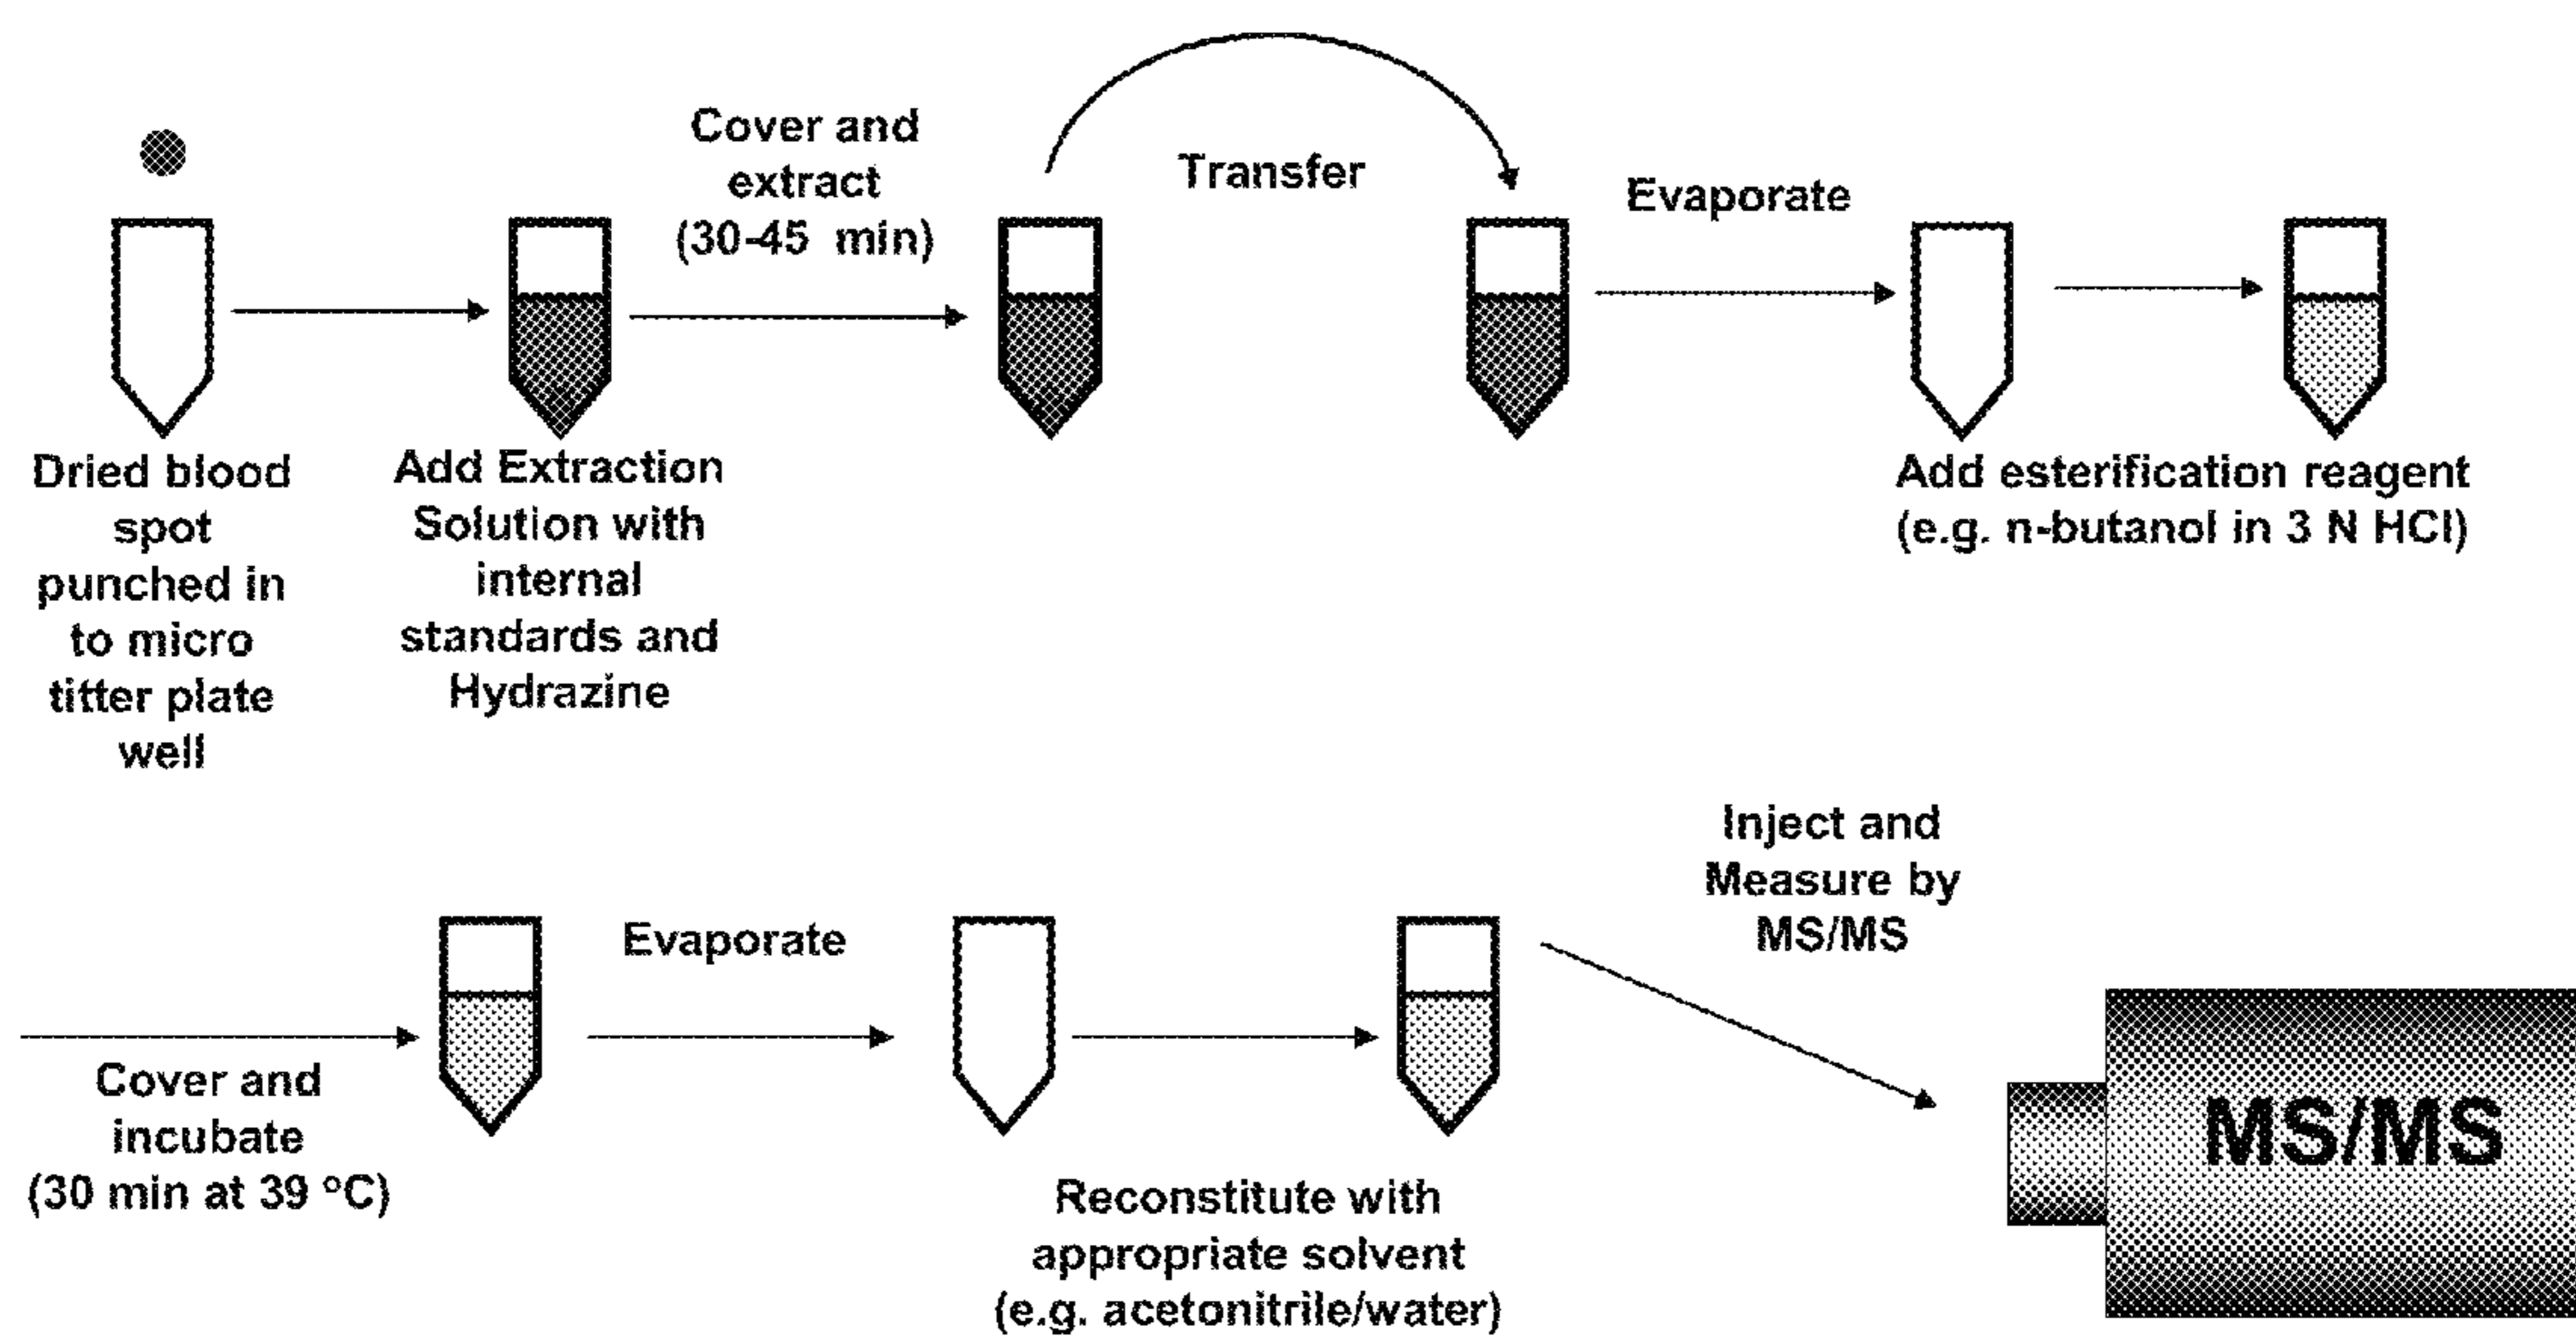 Cover and
extract
(30-45 min)
Transfer
Evaporate
Dried blood
spot
punched in
to micro
titter plate
well
Add Extraction
Solution with
internal
standards and
Hydrazine
Add esterification reagent
(e.g. n-butanol in 3 N HCl)
Cover and
incubate
(30 min at 39 °C)
Evaporate
Reconstitute with
appropriate solvent
(e.g. acetonitrile/water)
Inject and
Measure by
MS/MS
MS/MS